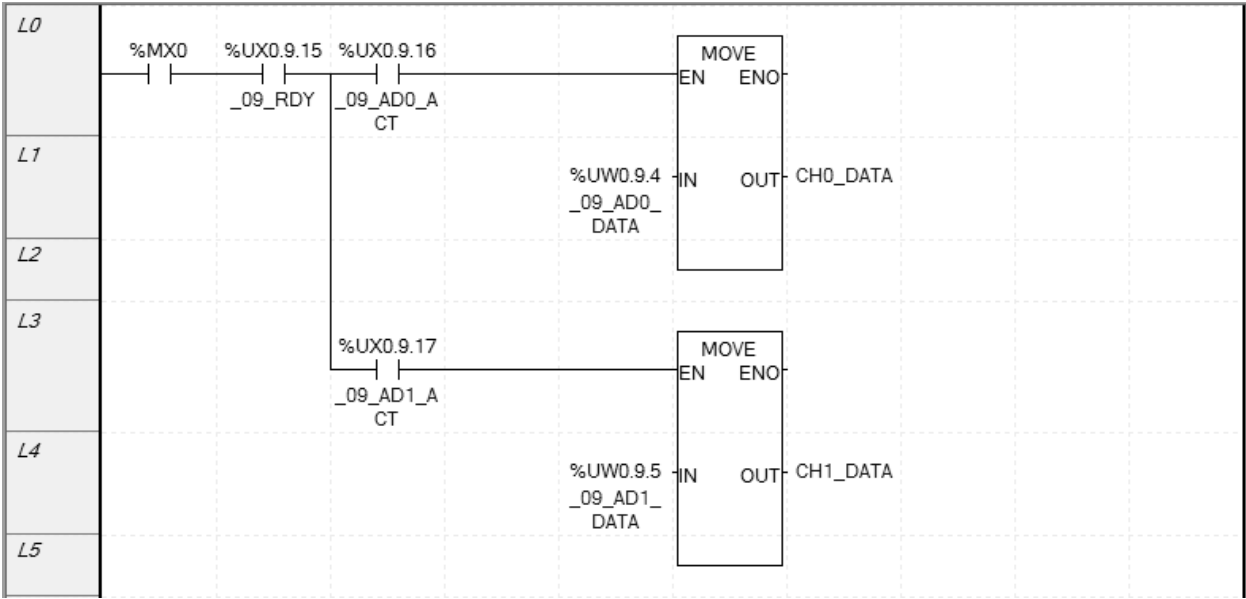 L0
%MX0 %UX0.9.15 %UX0.9.16
_09_RDY _09_AD0_A
CT
MOVE
EN ENO
L1
%UW0.9.4 IN OUT CH0_DATA
_09_AD0_
DATA
L2
L3
%UX0.9.17
_09_AD1_A
CT
MOVE
EN ENO
L4
%UW0.9.5 IN OUT CH1_DATA
_09_AD1_
DATA
L5